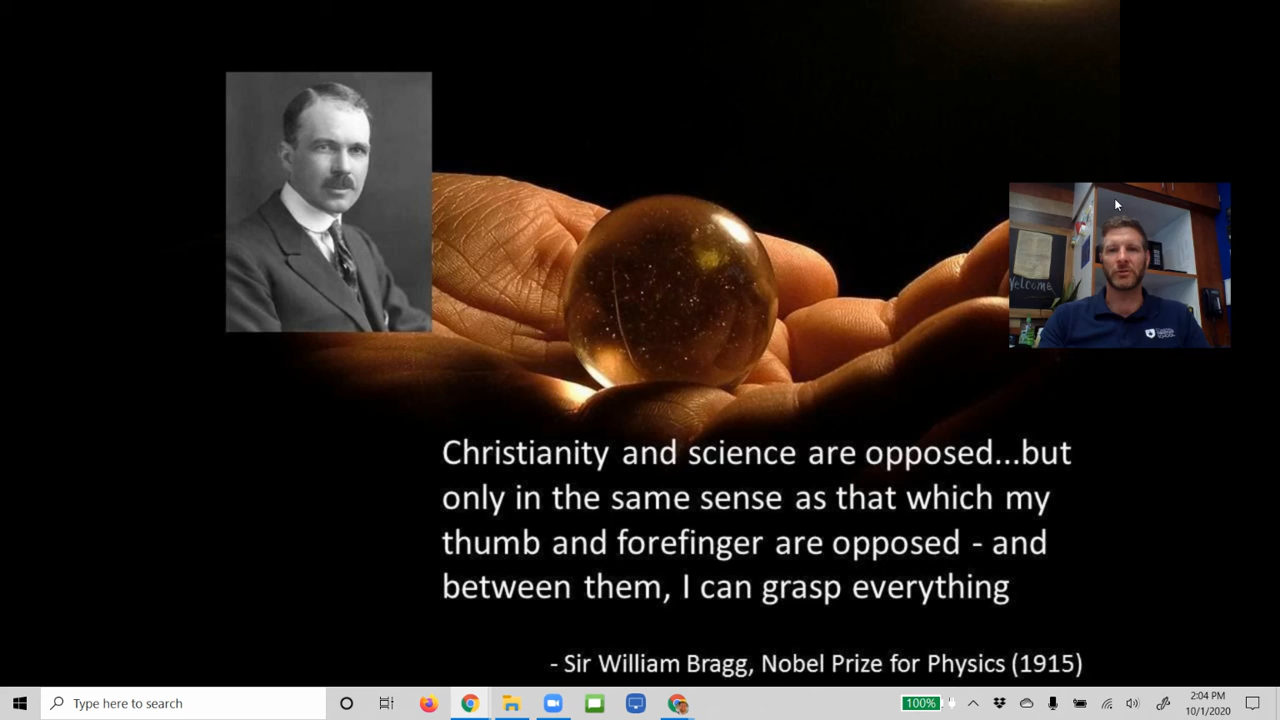 Welcome
Christianity and science are opposed...but
only in the same sense as that which my
thumb and forefinger are opposed - and
between them, I can grasp everything
- Sir William Bragg, Nobel Prize for Physics (1915)
Type here to search
100%
2:04 PM
10/1/2020